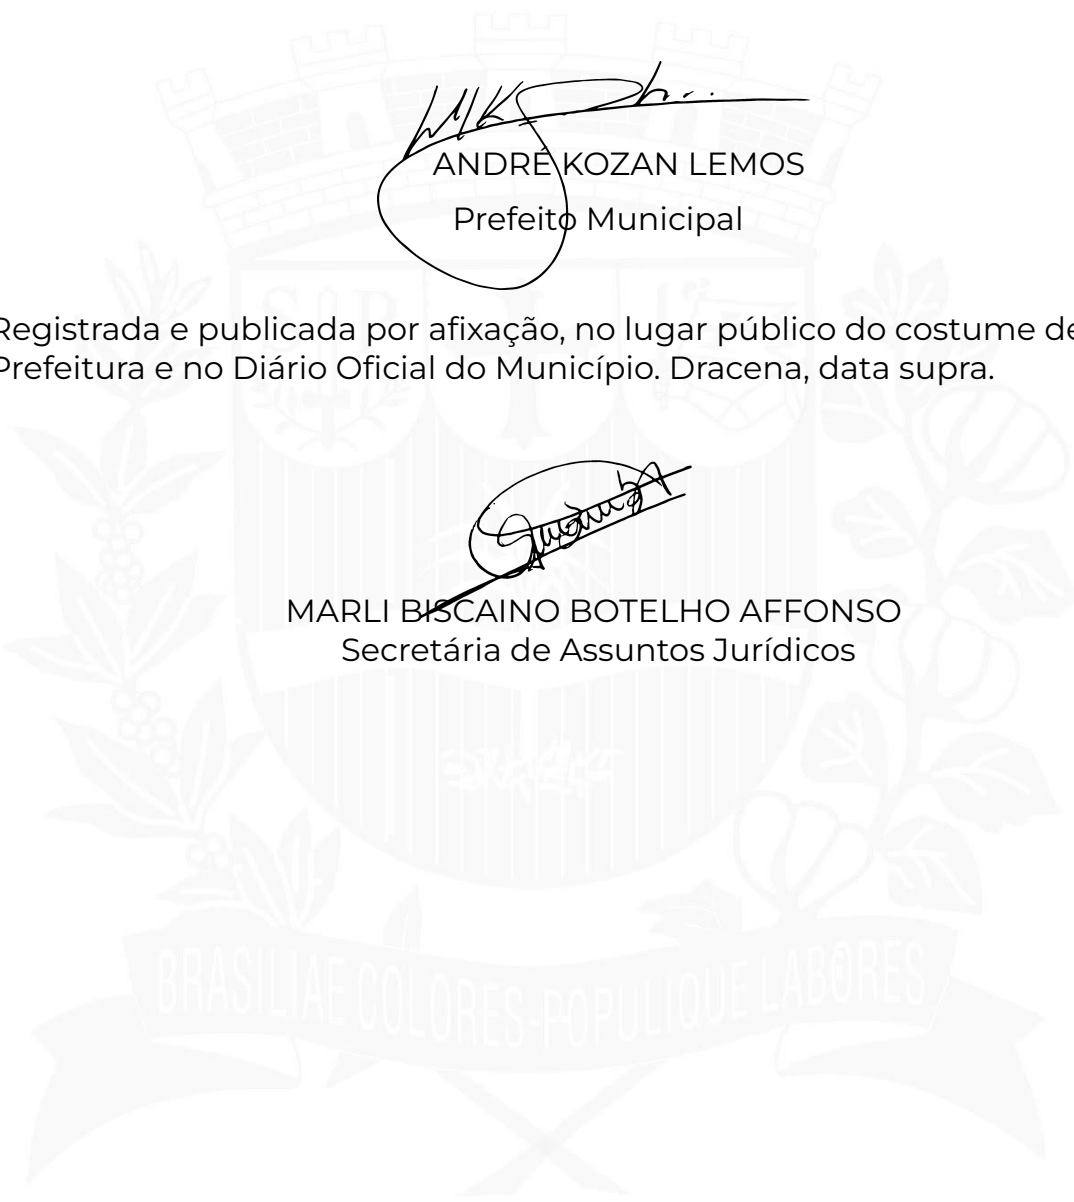 ANDRÉ KOZAN LEMOS
Prefeito Municipal
Registrada e publicada por afixação, no lugar público do costume de
Prefeitura e no Diário Oficial do Município. Dracena, data supra.
MARLI BISCAINO BOTELHO AFFONSO
Secretária de Assuntos Jurídicos
BRASILIAE COLORES-POPULIQUE LABORES